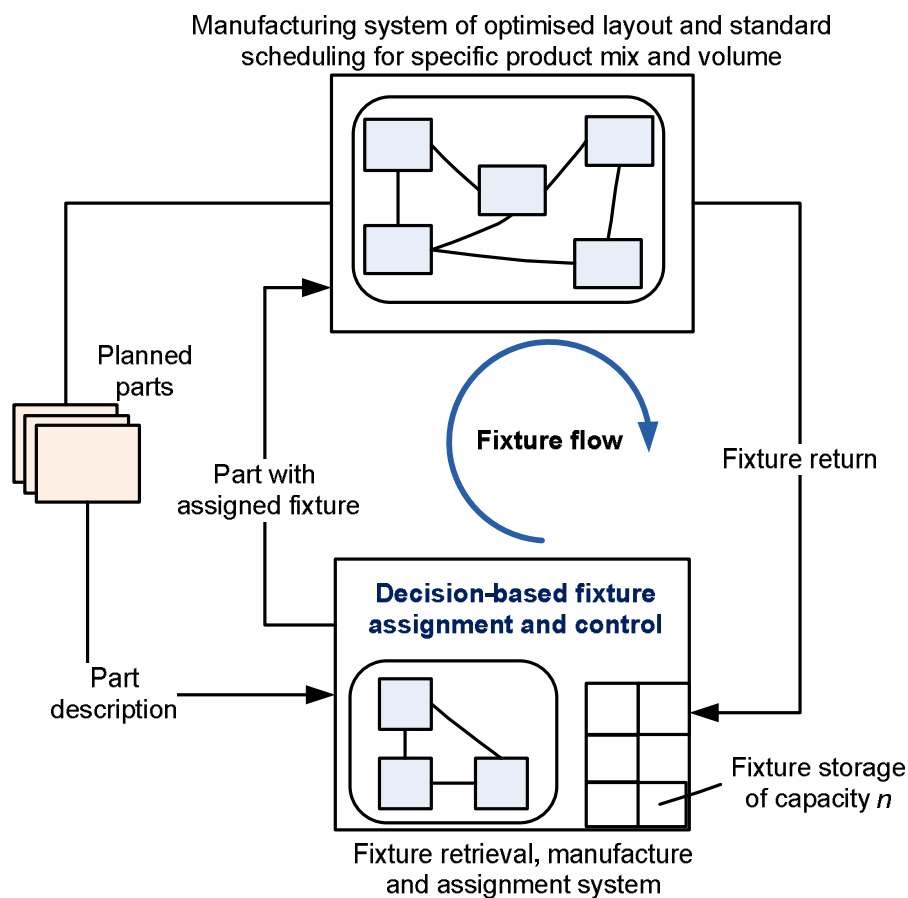 Manufacturing system of optimised layout and standard
scheduling for specific product mix and volume
Planned
parts
Part with
assigned fixture
Fixture flow
Fixture return
Decision-based fixture
assignment and control
Part
description
Fixture storage
of capacity n
Fixture retrieval, manufacture
and assignment system